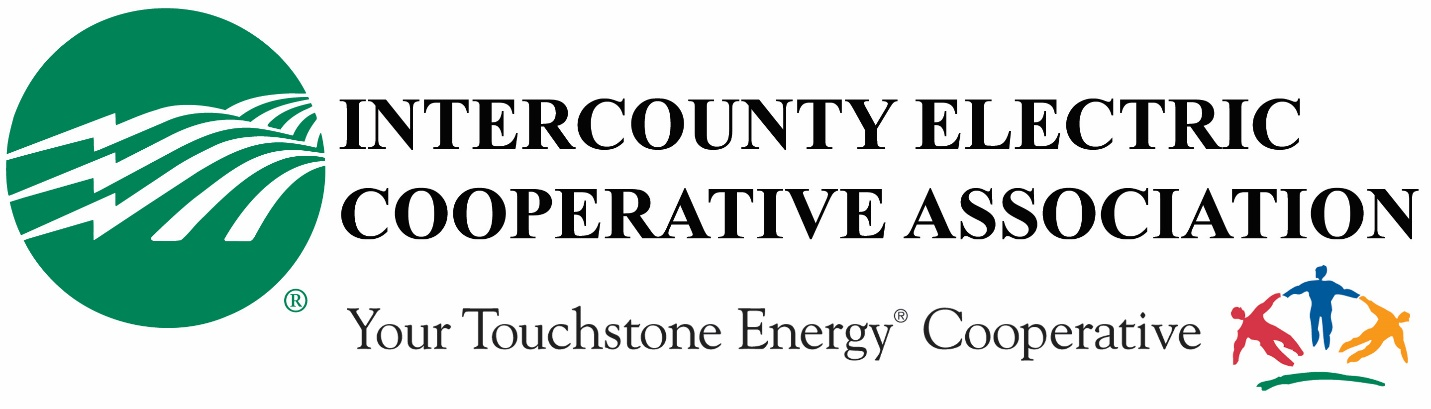 INTERCOUNTY ELECTRIC
COOPERATIVE ASSOCIATION
®
Your Touchstone Energy® Cooperative